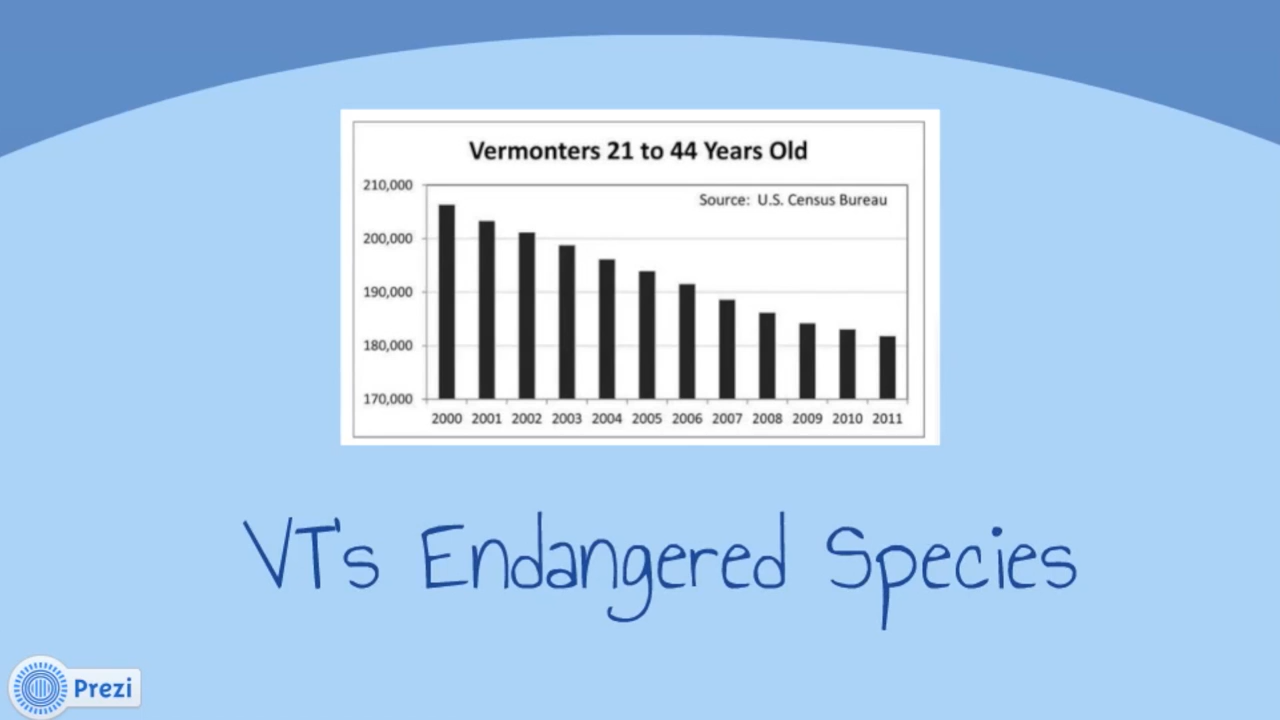 Vermonters 21 to 44 Years Old
Source: U.S. Census Bureau
210,000
200,000
190,000
180,000
170,000
2000 2001 2002 2003 2004 2005 2006 2007 2008 2009 2010 2011
VT's Endangered Species
Prezi